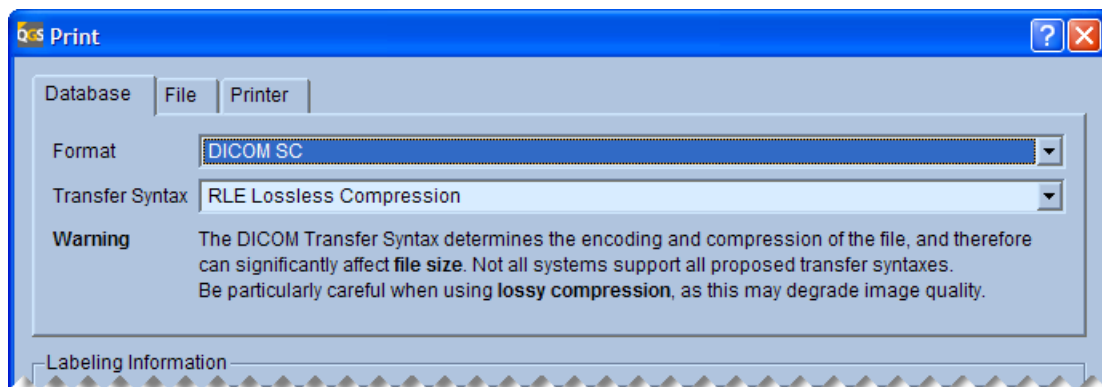 QGS Print
Database File Printer
Format DICOM SC
Transfer Syntax RLE Lossless Compression
Warning The DICOM Transfer Syntax determines the encoding and compression of the file, and therefore
can significantly affect file size. Not all systems support all proposed transfer syntaxes.
Be particularly careful when using lossy compression, as this may degrade image quality.
Labeling Information